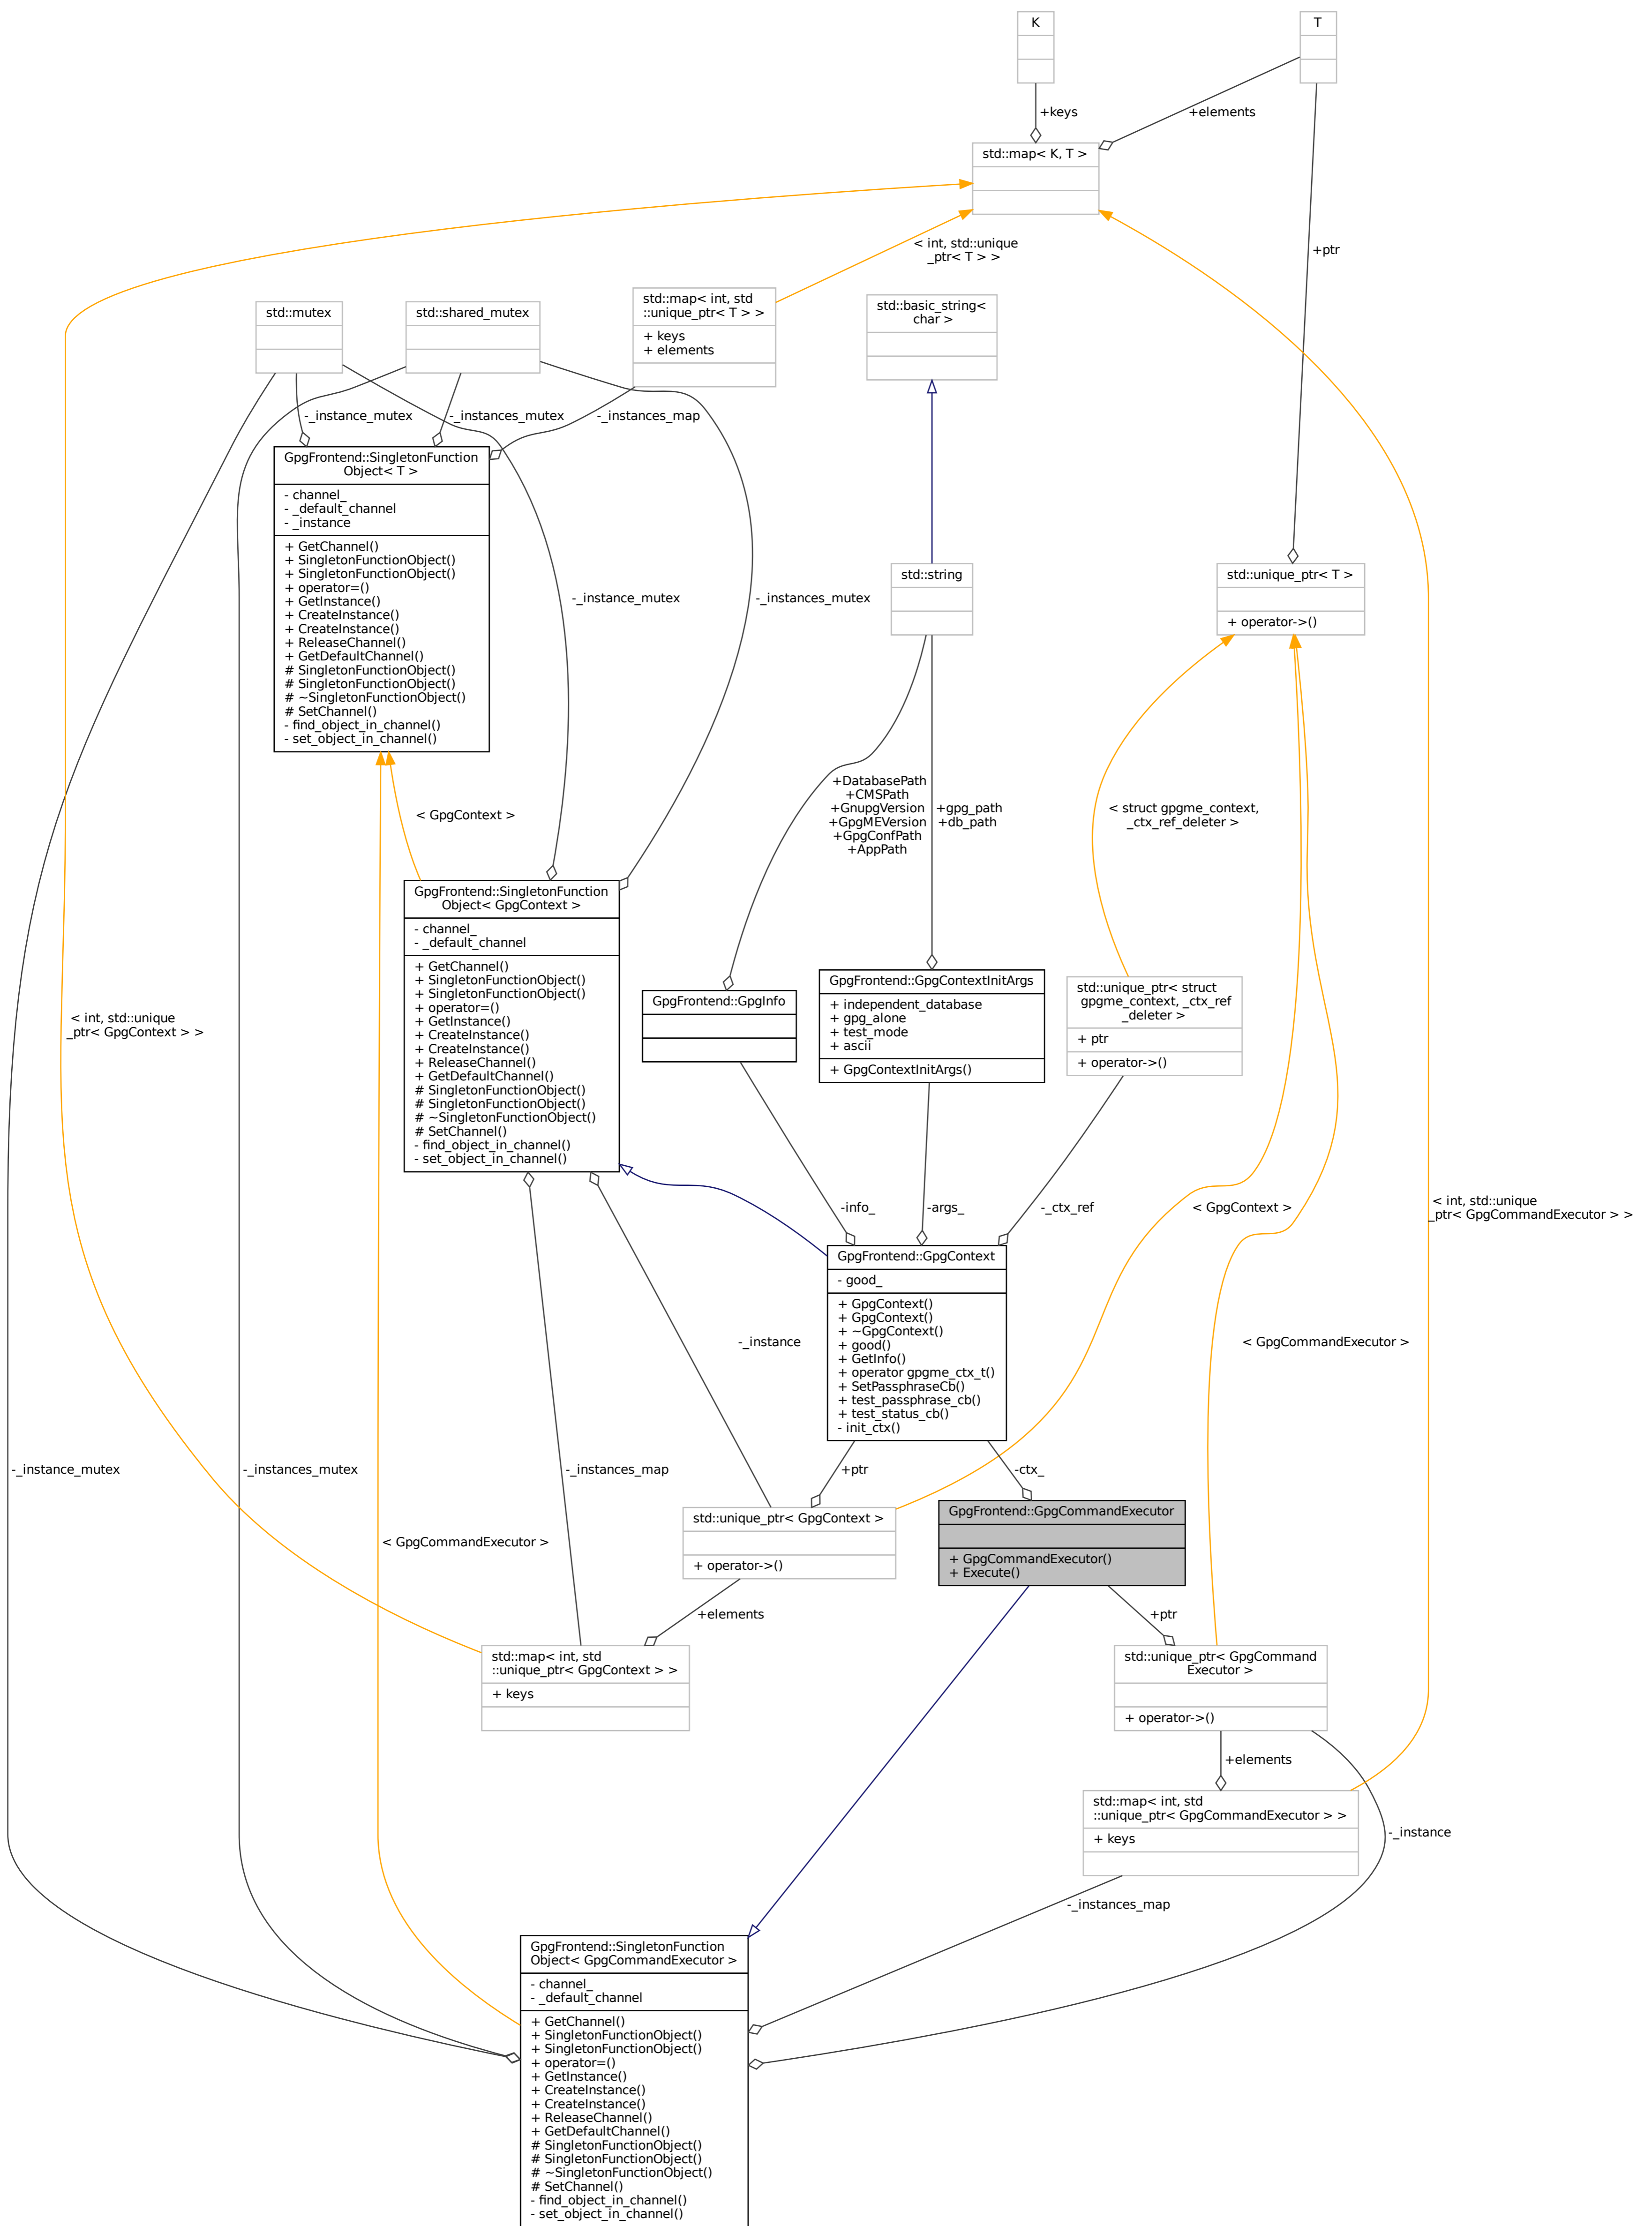 K
T
+keys
+elements
std::map< K, T >
+ptr
< int, std::unique
_ptr< T > >
std::mutex
std::shared_mutex
std::map< int, std
::unique_ptr< T > >
+ keys
+ elements
std::basic_string<
char >
-_instance_mutex
-_instances_mutex
-_instances_map
GpgFrontend::SingletonFunction
Object< T >
- channel_
- _default_channel
- _instance
+ GetChannel()
+ SingletonFunctionObject()
+ SingletonFunctionObject()
+ operator=()
+ GetInstance()
+ CreateInstance()
+ CreateInstance()
+ ReleaseChannel()
+ GetDefaultChannel()
# SingletonFunctionObject()
# SingletonFunctionObject()
# ~SingletonFunctionObject()
# SetChannel()
- find_object_in_channel()
- set_object_in_channel()
-_instance_mutex
-_instances_mutex
std::string
std::unique_ptr< T >
+ operator->()
< GpgContext >
+DatabasePath
+CMSPath
+GnupgVersion
+GpgMEVersion
+GpgConfPath
+AppPath
+gpg_path
+db_path
< struct gpgme_context,
_ctx_ref_deleter >
GpgFrontend::SingletonFunction
Object< GpgContext >
- channel_
- _default_channel
+ GetChannel()
+ SingletonFunctionObject()
+ SingletonFunctionObject()
+ operator=()
+ GetInstance()
+ CreateInstance()
+ CreateInstance()
+ ReleaseChannel()
+ GetDefaultChannel()
# SingletonFunctionObject()
# SingletonFunctionObject()
# ~SingletonFunctionObject()
# SetChannel()
- find_object_in_channel()
- set_object_in_channel()
< int, std::unique
_ptr< GpgContext > >
GpgFrontend::GpgInfo
GpgFrontend::GpgContextInitArgs
+ independent_database
+ gpg_alone
+ test_mode
+ ascii
+ GpgContextInitArgs()
std::unique_ptr< struct
gpgme_context, _ctx_ref
_deleter >
+ ptr
+ operator->()
-info_
-args_
-_ctx_ref
< GpgContext >
< int, std::unique
_ptr< GpgCommandExecutor > >
GpgFrontend::GpgContext
- good_
+ GpgContext()
+ GpgContext()
+ ~GpgContext()
+ good()
+ GetInfo()
+ operator gpgme_ctx_t()
+ SetPassphraseCb()
+ test_passphrase_cb()
+ test_status_cb()
- init_ctx()
-_instance
< GpgCommandExecutor >
-_instance_mutex
-_instances_mutex
-_instances_map
+ptr
-ctx_
< GpgCommandExecutor >
std::unique_ptr< GpgContext >
+ operator->()
GpgFrontend::GpgCommandExecutor
+ GpgCommandExecutor()
+ Execute()
+elements
+ptr
std::map< int, std
::unique_ptr< GpgContext > >
+ keys
std::unique_ptr< GpgCommand
Executor >
+ operator->()
+elements
std::map< int, std
::unique_ptr< GpgCommandExecutor > >
+ keys
-_instance
-_instances_map
GpgFrontend::SingletonFunction
Object< GpgCommandExecutor >
- channel_
- _default_channel
+ GetChannel()
+ SingletonFunctionObject()
+ SingletonFunctionObject()
+ operator=()
+ GetInstance()
+ CreateInstance()
+ CreateInstance()
+ ReleaseChannel()
+ GetDefaultChannel()
# SingletonFunctionObject()
# SingletonFunctionObject()
# ~SingletonFunctionObject()
# SetChannel()
- find_object_in_channel()
- set_object_in_channel()